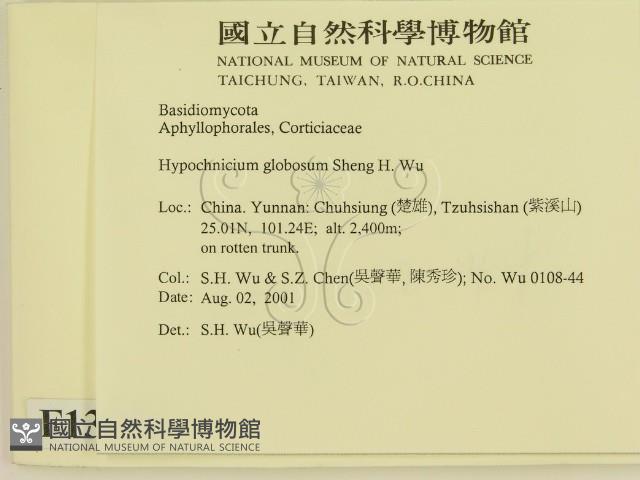 國立自然科學博物館
NATIONAL MUSEUM OF NATURAL SCIENCE
TAICHUNG, TAIWAN, R.O.CHINA
Basidiomycota
Aphyllophorales, Corticiaceae
Hypochnicium globosum Sheng H. Wu
Loc.: China. Yunnan: Chuhsiung (楚雄), Tzuhsishan (紫溪山)
25.01N, 101.24E; alt. 2,400m;
on rotten trunk.
Col.: S.H. Wu & S.Z. Chen(吳聲華, 陳秀珍); No. Wu 0108-44
Date: Aug. 02, 2001
Det.: S.H. Wu(吳聲華)
國立自然科學博物館
NATIONAL MUSEUM OF NATURAL SCIENCE